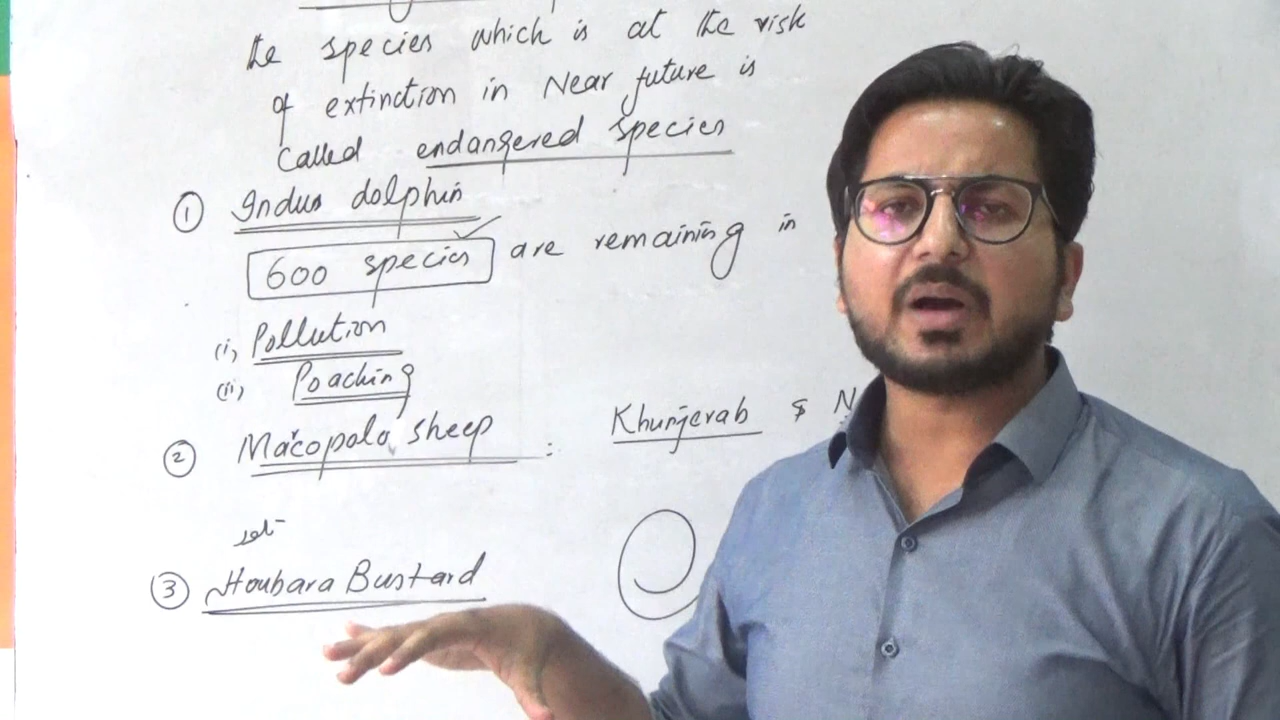 the species which is at the risk
of extinction in Near future is
Called endangered species
① Indus dolphin
600 species are remaining in
(i) Pollution
(ii) Poaching
② Marcopolo sheep : Khunjerab & N
③ Houbara Bustard